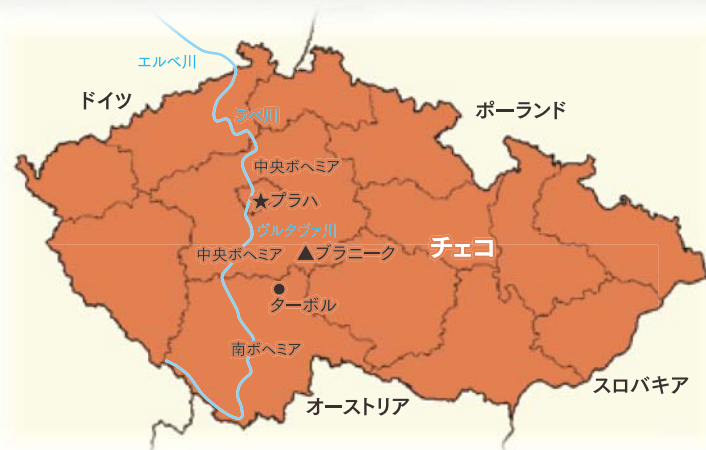 エルベ川
ドイツ
ラベ川
ポーランド
中央ボヘミア
★プラハ
ヴルタヴァ川
中央ボヘミア
▲ブラニーク
チェコ
●
ターボル
南ボヘミア
オーストリア
スロバキア